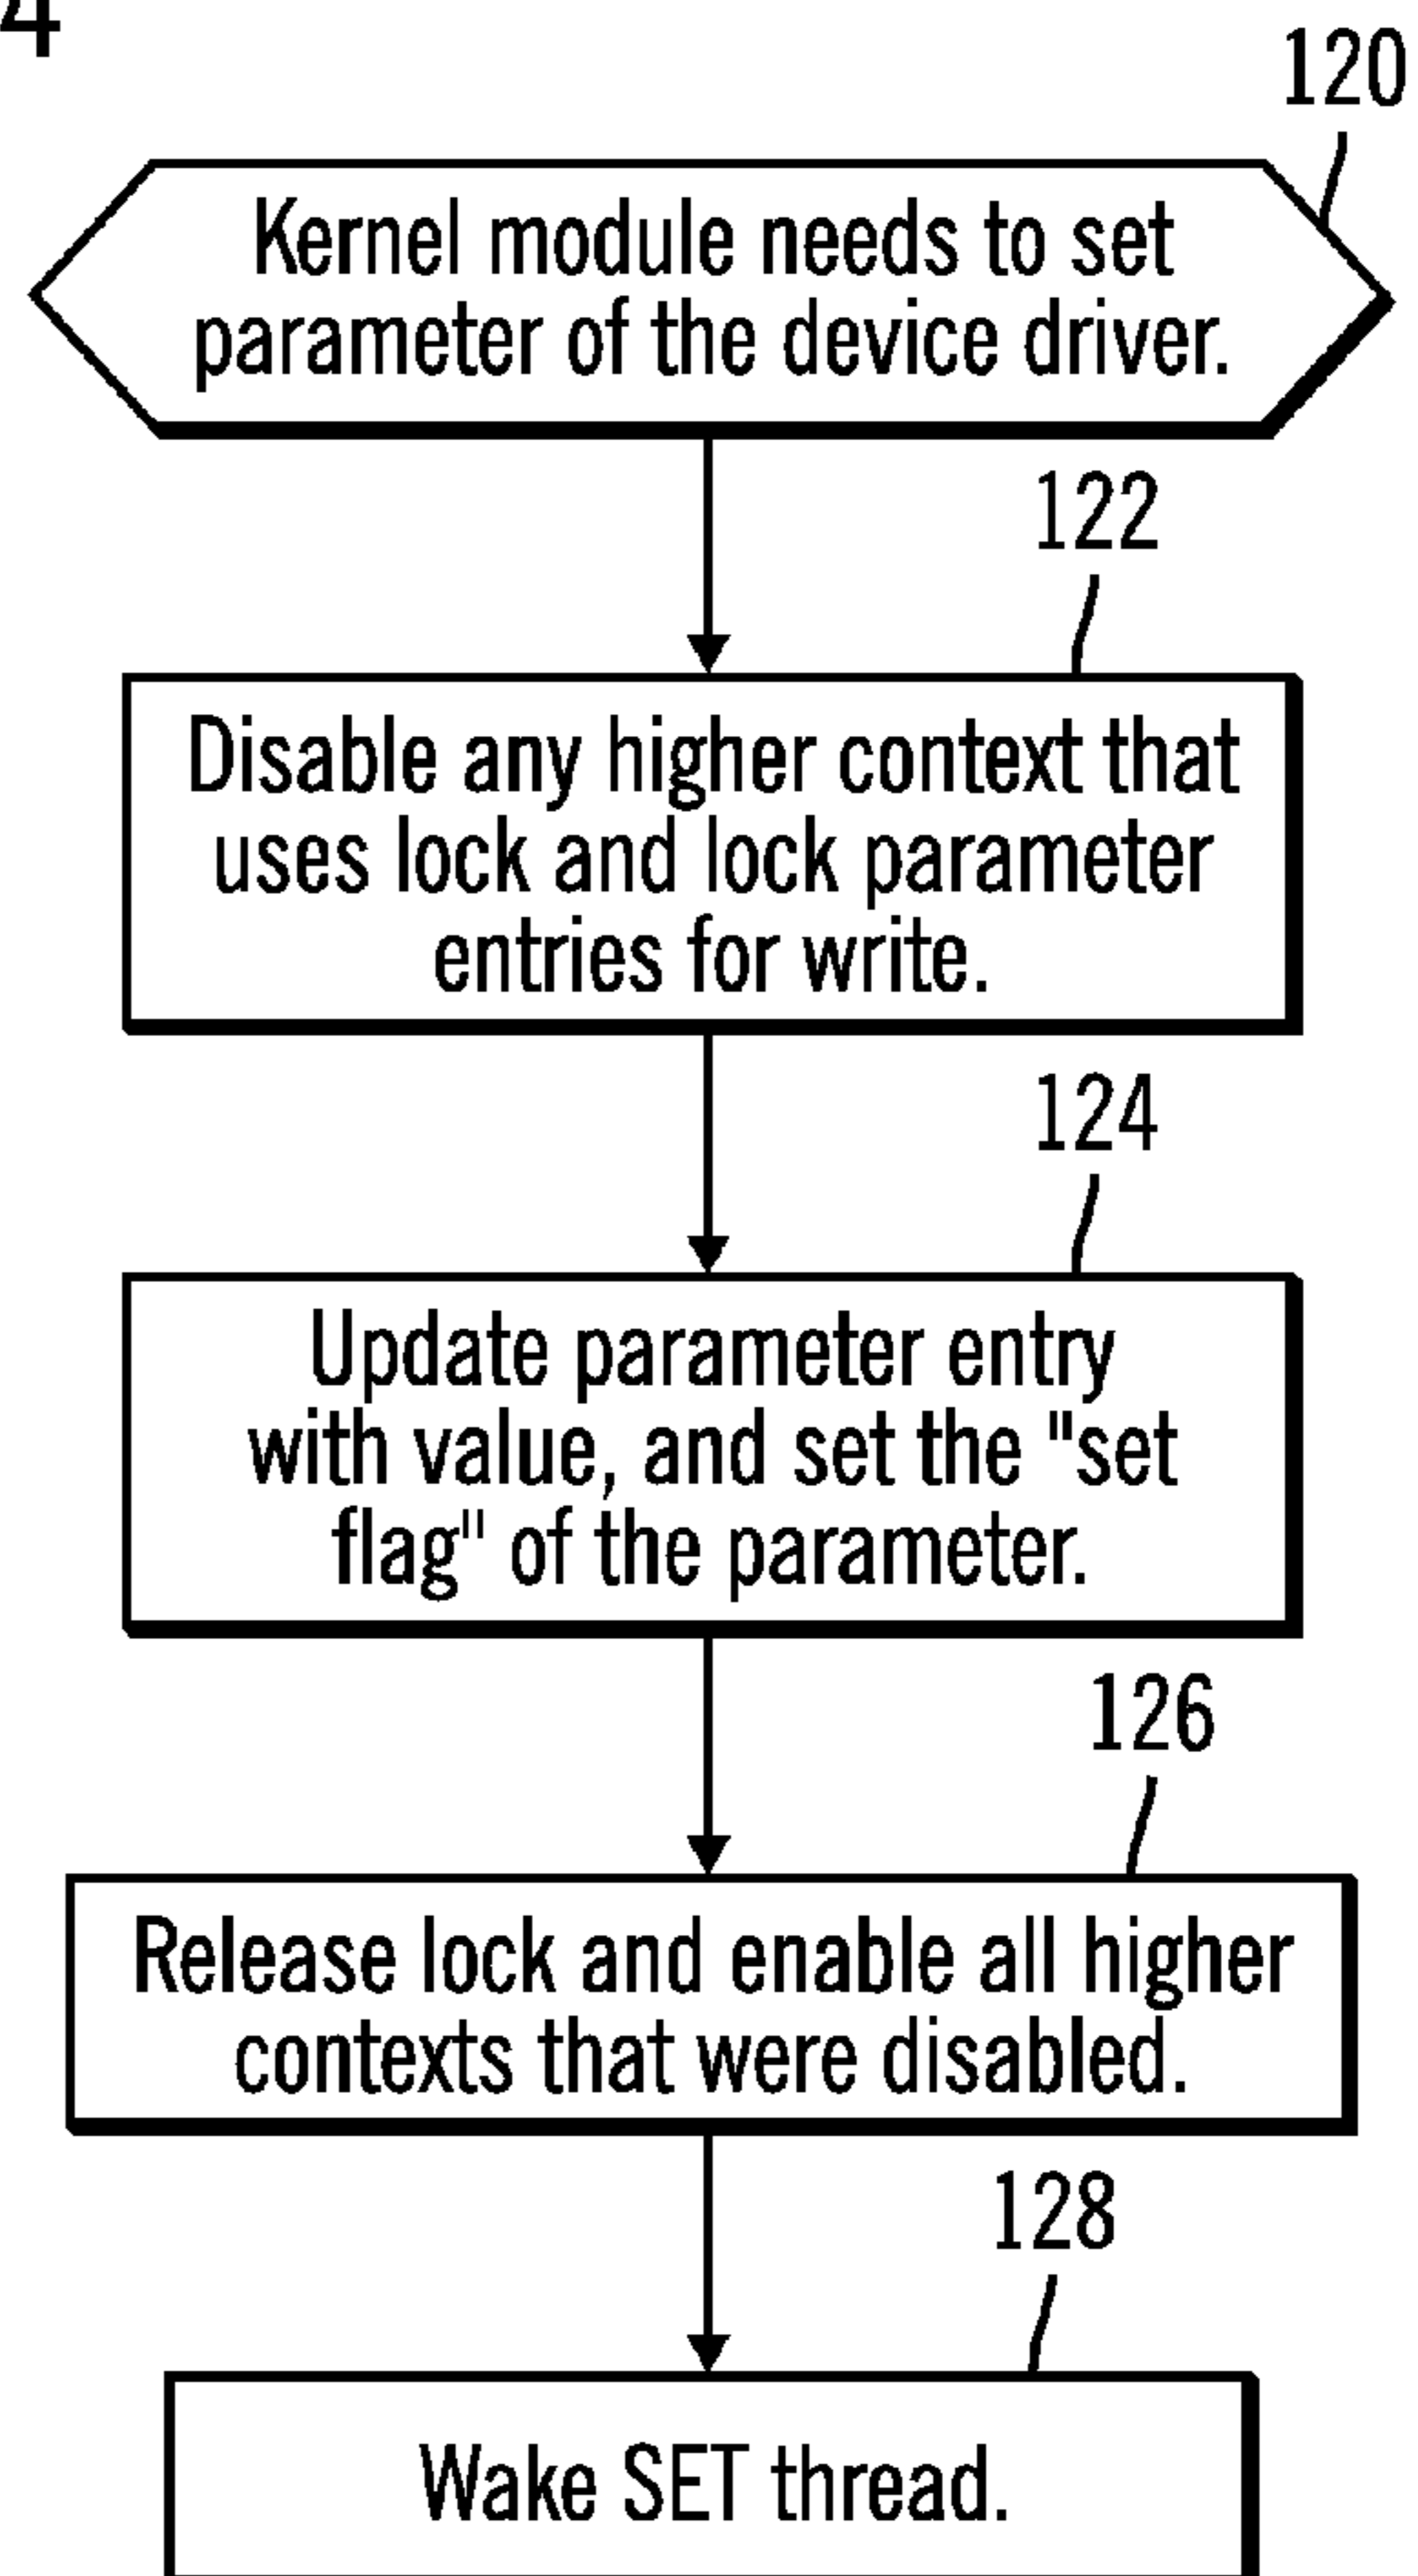 4
120
Kernel module needs to set
parameter of the device driver.
122
Disable any higher context that
uses lock and lock parameter
entries for write.
124
Update parameter entry
with value, and set the "set
flag" of the parameter.
126
Release lock and enable all higher
contexts that were disabled.
128
Wake SET thread.